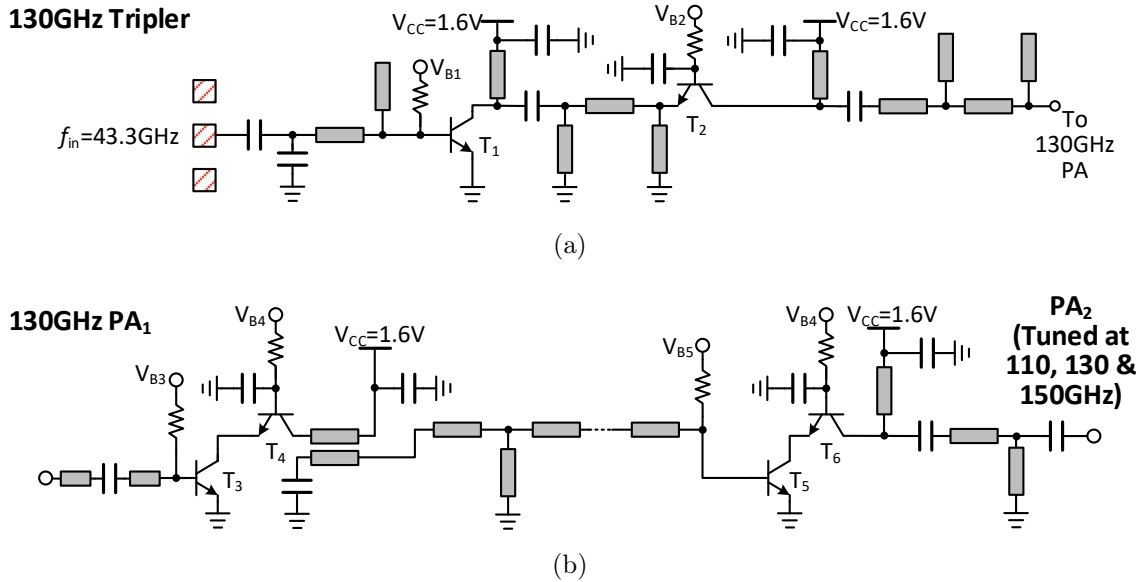 130GHz Tripler
V_CC=1.6V
V_B2
V_CC=1.6V
V_B1
f_in=43.3GHz
T_1
T_2
To
130GHz
PA
(a)
130GHz PA_1
V_B4
V_CC=1.6V
V_B3
T_4
T_3
V_B5
V_B4
V_CC=1.6V
T_6
T_5
PA_2
(Tuned at
110, 130 &
150GHz)
(b)